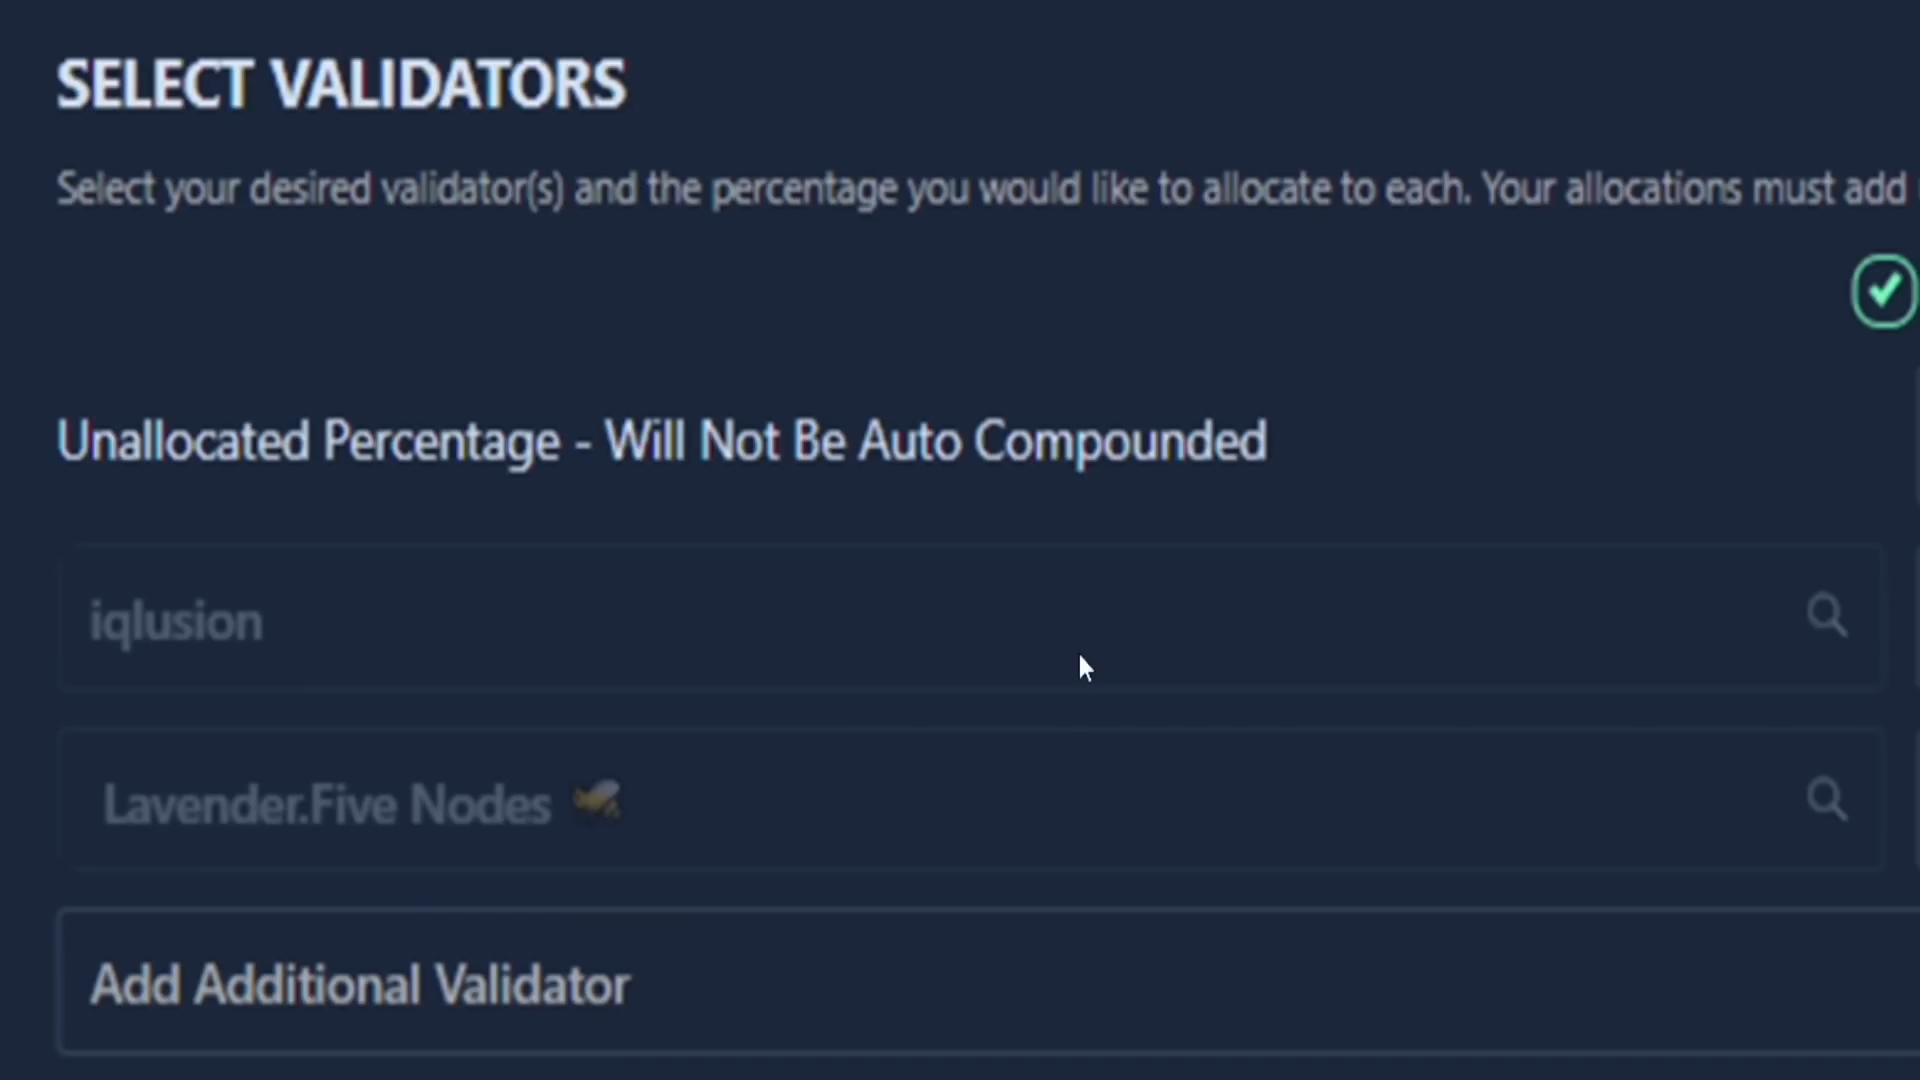 SELECT VALIDATORS
Select your desired validator(s) and the percentage you would like to allocate to each. Your allocations must add
Unallocated Percentage - Will Not Be Auto Compounded
iqlusion
Lavender.Five Nodes 🐝
Add Additional Validator